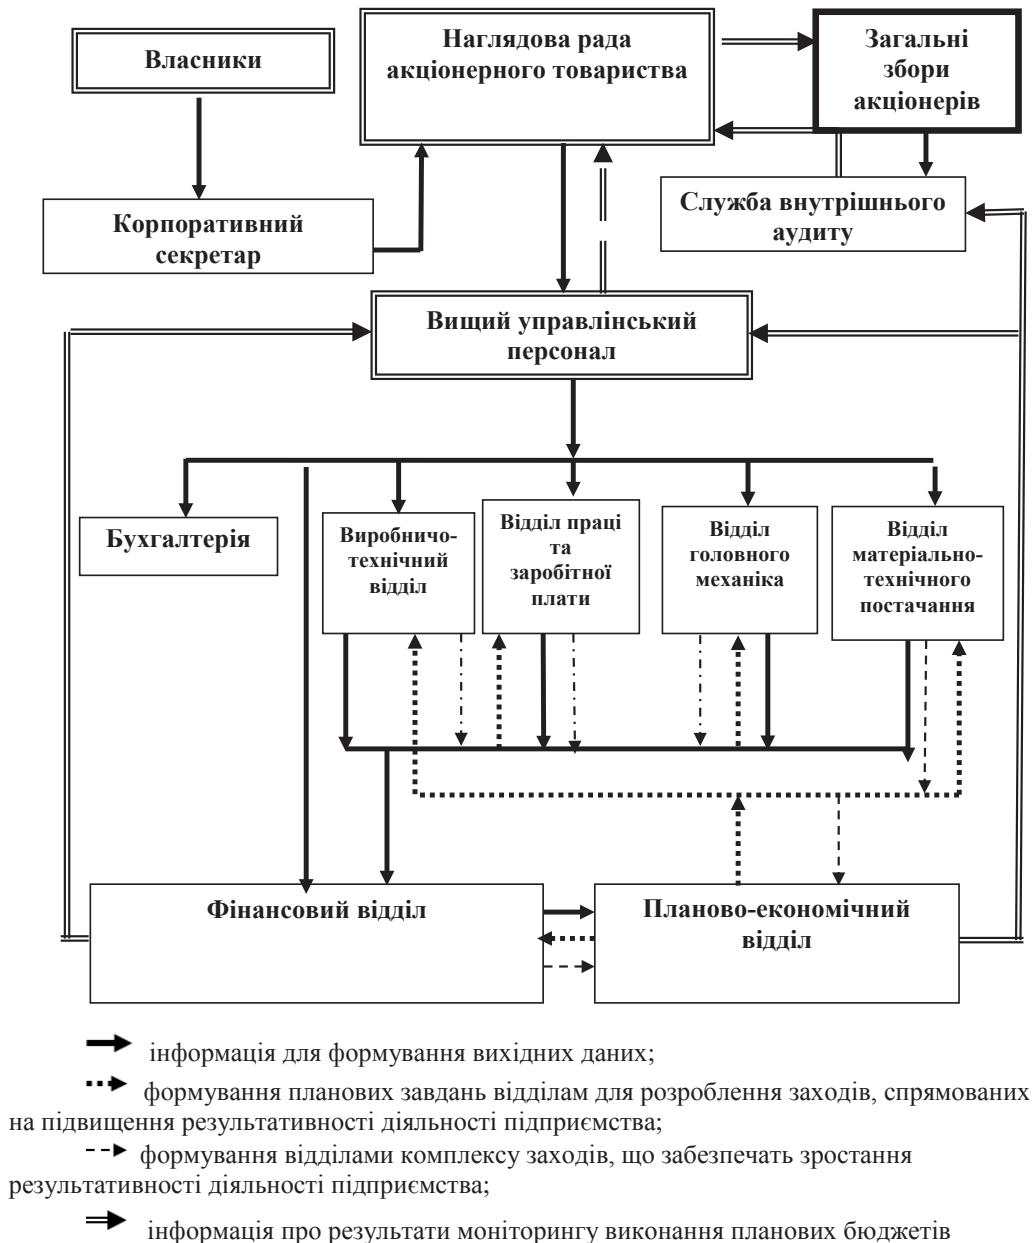 Власники
Наглядова рада
акціонерного товариства
Загальні
збори
акціонерів
Корпоративний
секретар
Служба внутрішнього
аудиту
Вищий управлінський
персонал
Бухгалтерія
Виробничо-
технічний
відділ
Відділ праці
та
заробітної
плати
Відділ
головного
механіка
Відділ
матеріально-
технічного
постачання
Фінансовий відділ
Планово-економічний
відділ
інформація для формування вихідних даних;
формування планових завдань відділам для розроблення заходів, спрямованих
на підвищення результативності діяльності підприємства;
формування відділами комплексу заходів, що забезпечать зростання
результативності діяльності підприємства;
інформація про результати моніторингу виконання планових бюджетів